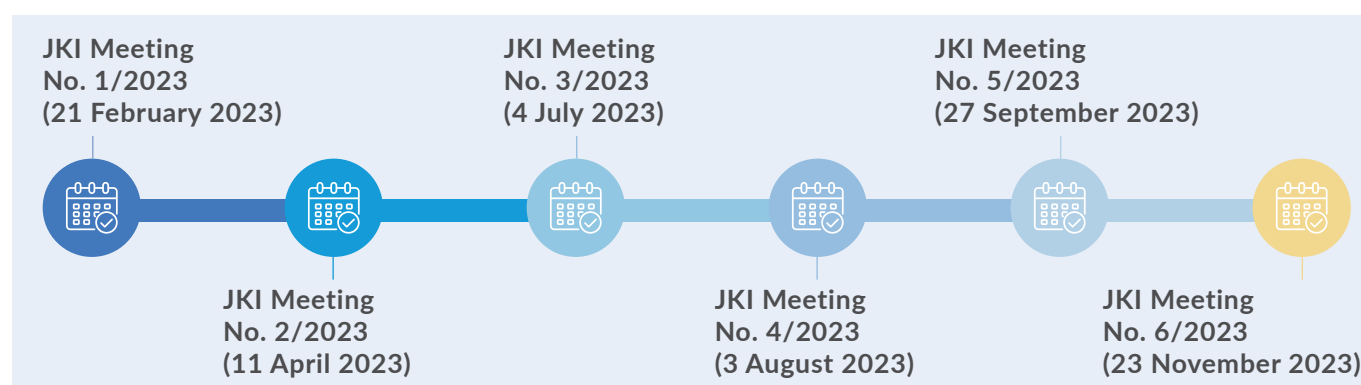 JKI Meeting
No. 1/2023
(21 February 2023)
JKI Meeting
No. 2/2023
(11 April 2023)
JKI Meeting
No. 3/2023
(4 July 2023)
JKI Meeting
No. 4/2023
(3 August 2023)
JKI Meeting
No. 5/2023
(27 September 2023)
JKI Meeting
No. 6/2023
(23 November 2023)